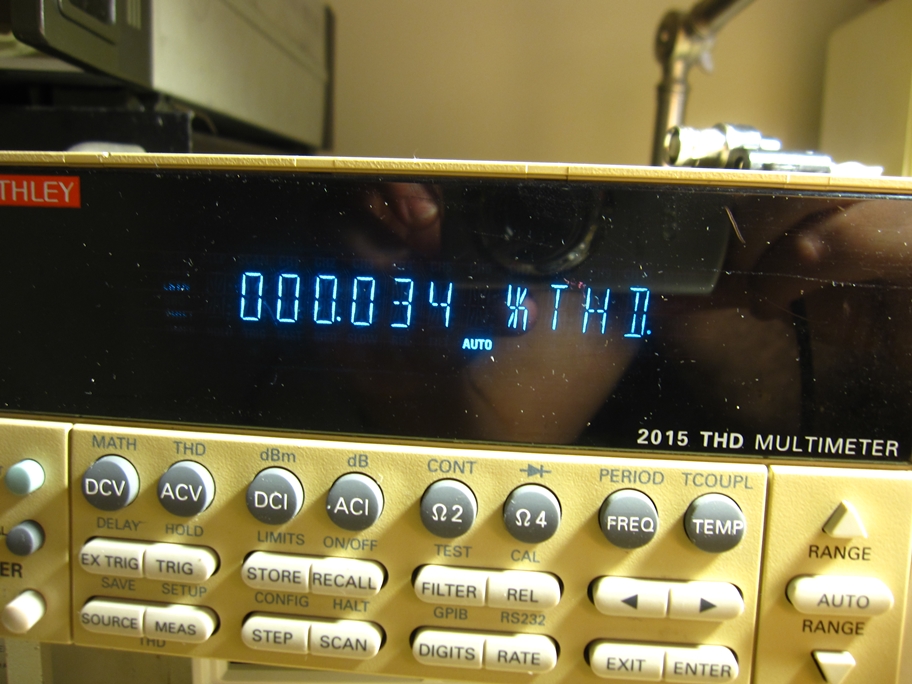 THLEY
000.034 % THD.
AUTO
2015 THD MULTIMETER
MATH THD dBm dB CONT PERIOD TCOUPL
DCV ACV DCI ACI Ω2 Ω4 FREQ TEMP
DELAY HOLD LIMITS ON/OFF TEST CAL
EX TRIG TRIG STORE RECALL FILTER REL
SAVE SETUP CONFIG HALT GPIB RS232
SOURCE MEAS STEP SCAN DIGITS RATE EXIT ENTER
THD
RANGE
AUTO
RANGE
ER